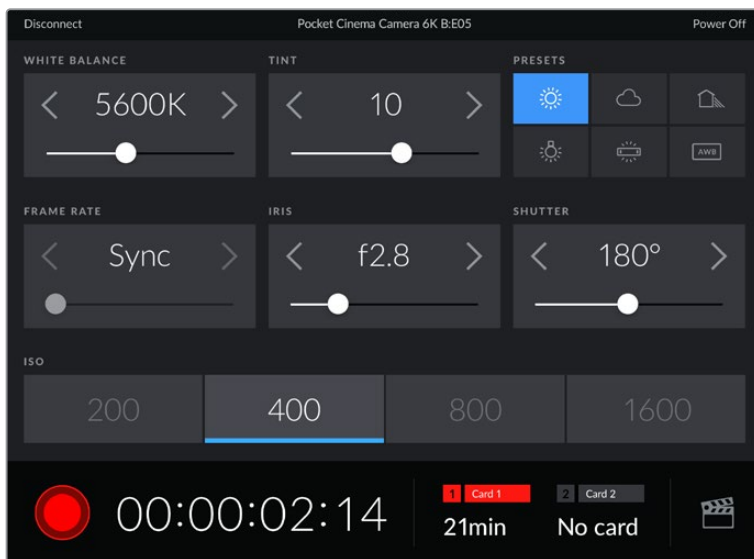 Disconnect Pocket Cinema Camera 6K B:E05 Power Off
WHITE BALANCE TINT PRESETS
5600K 10
AWB
FRAME RATE IRIS SHUTTER
Sync f2.8 180°
ISO
200 400 800 1600
1 Card 1 2 Card 2
00:00:02:14 21min No card